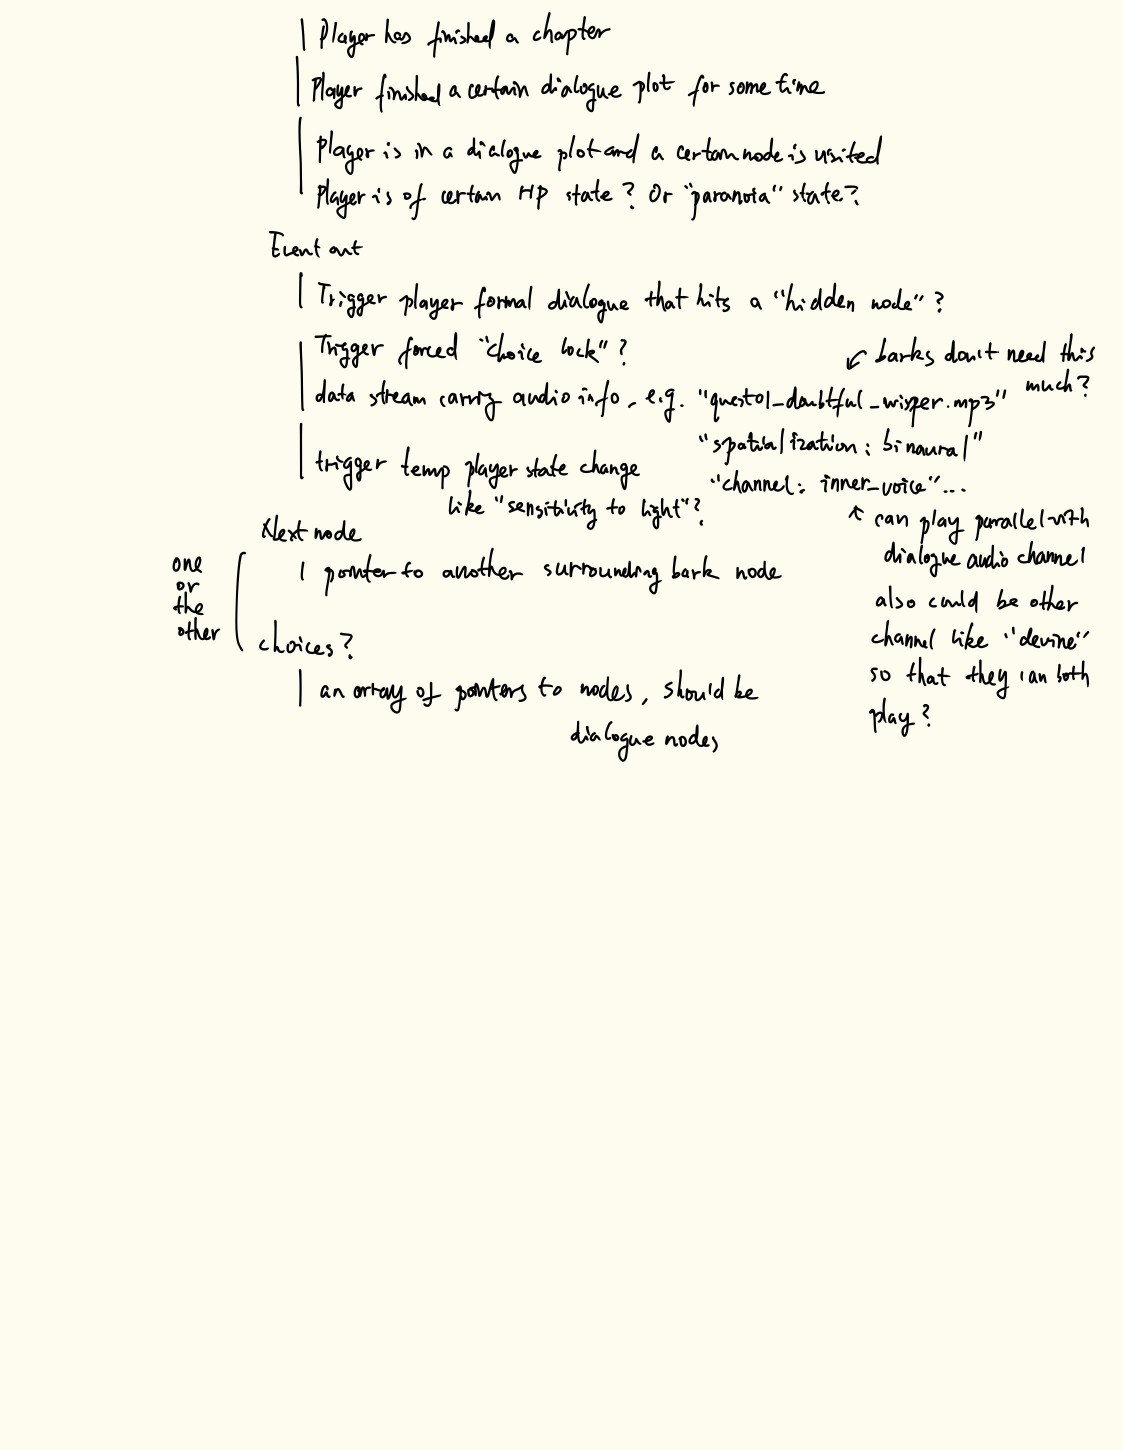 Player has finished a chapter
Player finished a certain dialogue plot for some time
Player is in a dialogue plot and a certain node is visited
Player is of certain HP state? Or "paranoia" state?
Event out
Trigger player formal dialogue that hits a "hidden node"?
Trigger forced "choice lock"?
barks don't need this
much?
data stream carriy audio info, e.g. "quest01_doubtful_wisper.mp3"
"spatialization: binaural"
trigger temp player state change
"channel: inner_voice"...
like "sensitivity to light"?
can play parallel with
dialogue audio channel
also could be other
channel like "devine"
so that they can both
play?
Next node
pointer to another surrounding bark node
one
or
the
other
choices?
an array of pointers to nodes, should be
dialogue nodes